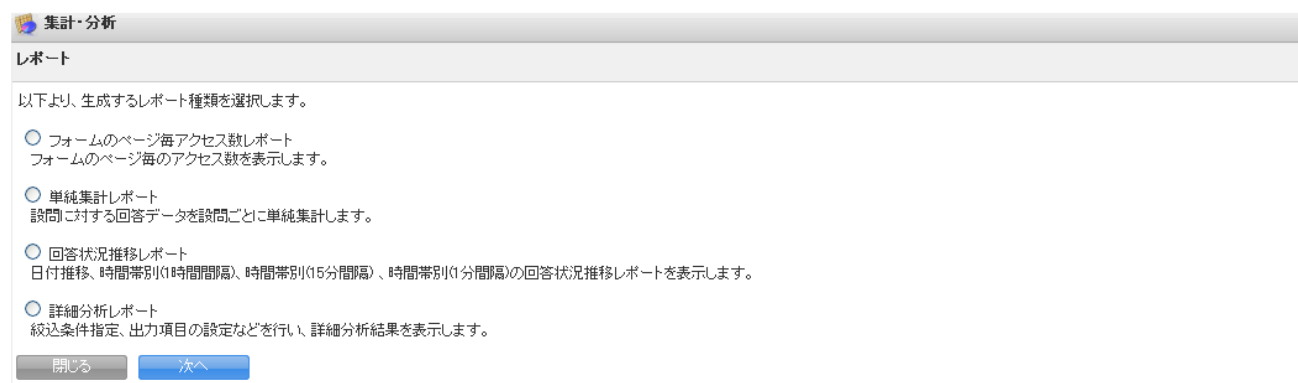 集計・分析
レポート
以下より、生成するレポート種類を選択します。
フォームのページ毎アクセス数レポート
フォームのページ毎のアクセス数を表示します。
単純集計レポート
設問に対する回答データを設問ごとに単純集計します。
回答状況推移レポート
日付推移、時間帯別(1時間間隔)、時間帯別(15分間隔)、時間帯別(1分間隔)の回答状況推移レポートを表示します。
詳細分析レポート
絞込条件指定、出力項目の設定などを行い、詳細分析結果を表示します。
閉じる 次へ